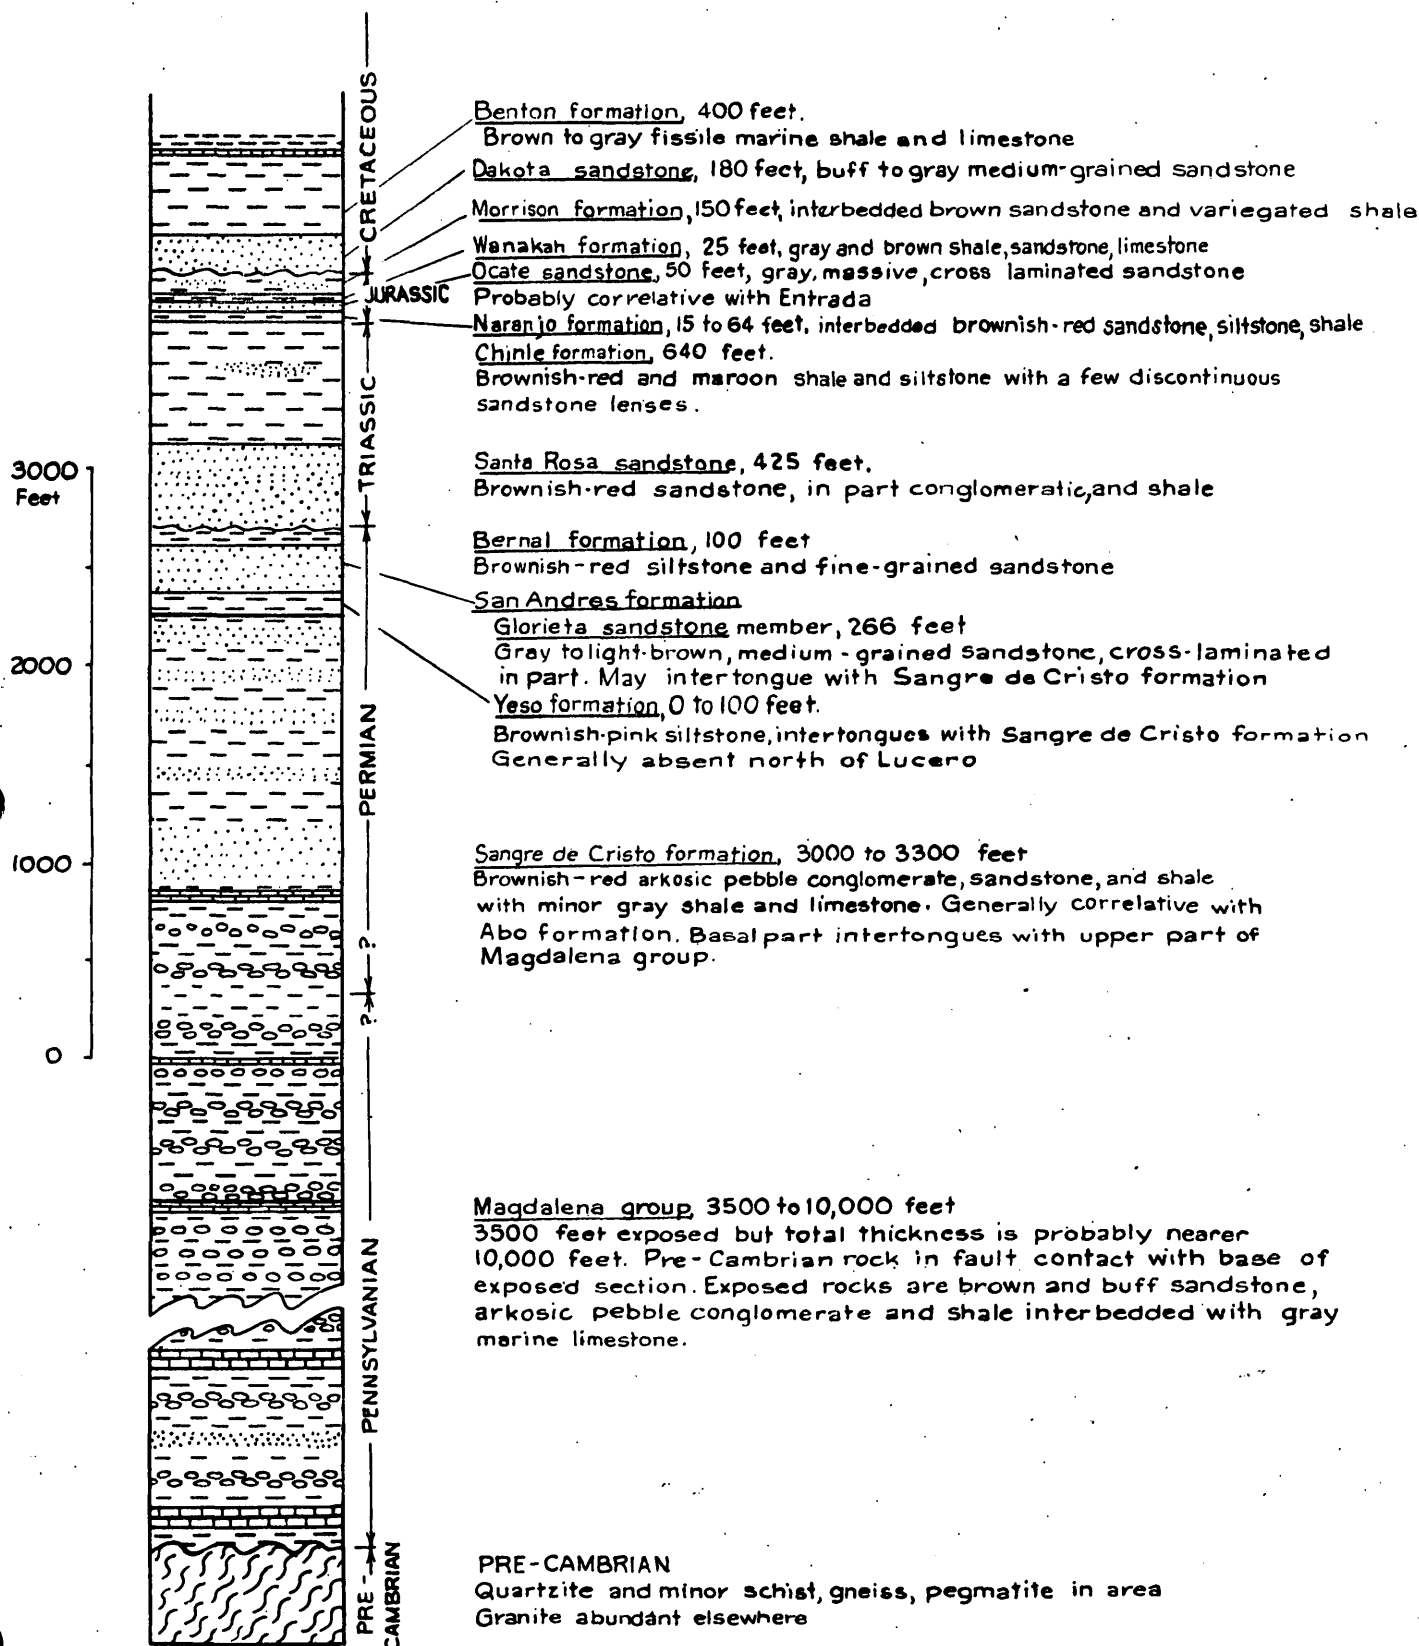 CRETACEOUS
Benton formation, 400 feet.
Brown to gray fissile marine shale and limestone
Dakota sandstone, 180 feet, buff to gray medium-grained sandstone
Morrison formation, 150 feet, interbedded brown sandstone and variegated shale
Wanakah formation, 25 feet, gray and brown shale, sandstone, limestone
Ocate sandstone, 50 feet, gray, massive, cross laminated sandstone
JURASSIC
Probably correlative with Entrada
Naranjo formation, 15 to 64 feet, interbedded brownish-red sandstone, siltstone, shale
Chinle formation, 640 feet.
Brownish-red and maroon shale and siltstone with a few discontinuous
sandstone lenses.
TRIASSIC
3000
Feet
Santa Rosa sandstone, 425 feet.
Brownish-red sandstone, in part conglomeratic, and shale
Bernal formation, 100 feet
Brownish-red siltstone and fine-grained sandstone
San Andres formation
Glorieta sandstone member, 266 feet
Gray to light-brown, medium-grained sandstone, cross-laminated
in part. May intertongue with Sangre de Cristo formation
2000
Yeso formation, 0 to 100 feet.
Brownish-pink siltstone, intertongues with Sangre de Cristo formation
Generally absent north of Lucero
PERMIAN
1000
Sangre de Cristo formation, 3000 to 3300 feet
Brownish-red arkosic pebble conglomerate, sandstone, and shale
with minor gray shale and limestone. Generally correlative with
Abo formation. Basal part intertongues with upper part of
Magdalena group.
?
?
0
PENNSYLVANIAN
Magdalena group, 3500 to 10,000 feet
3500 feet exposed but total thickness is probably nearer
10,000 feet. Pre-Cambrian rock in fault contact with base of
exposed section. Exposed rocks are brown and buff sandstone,
arkosic pebble conglomerate and shale interbedded with gray
marine limestone.
PRE-
CAMBRIAN
PRE-CAMBRIAN
Quartzite and minor schist, gneiss, pegmatite in area
Granite abundant elsewhere